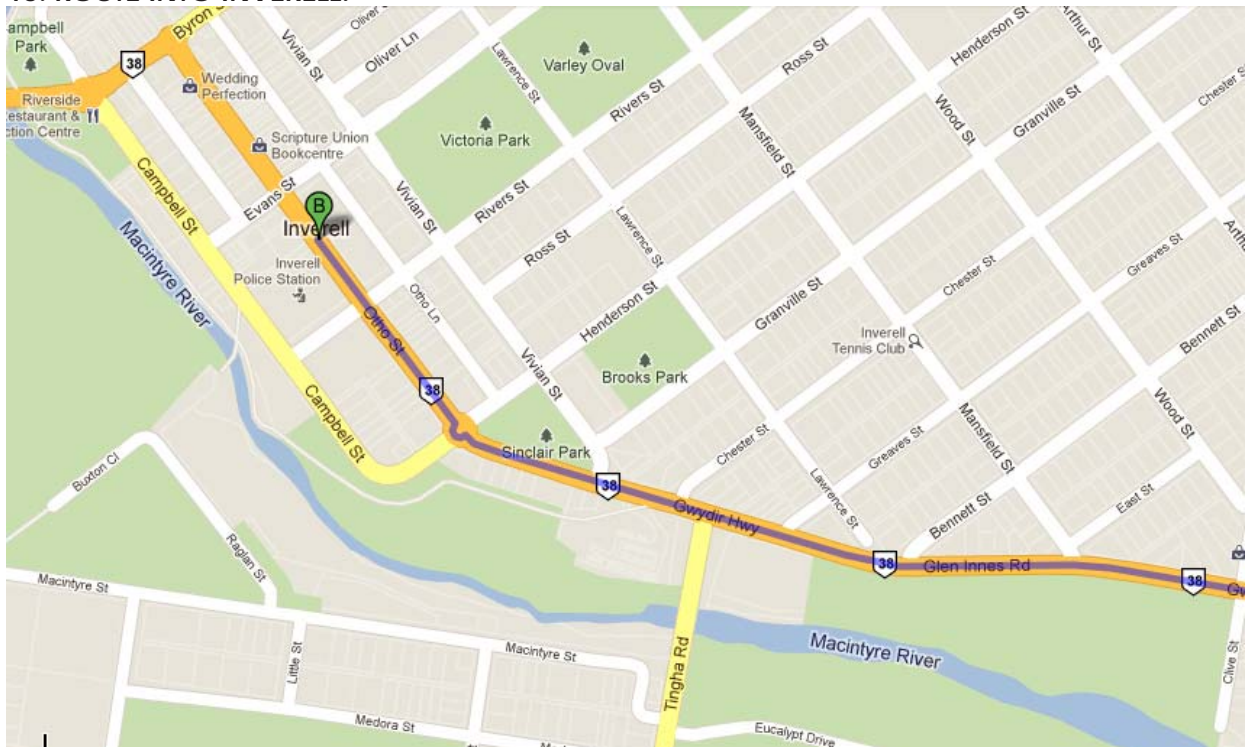 Campbell
Park
38
Byron S
Oliver
Oliver Ln
Vivian St
Lawrence St
Varley Oval
Ross St
Henderson St
Arthur St
Chester St
Wedding
Perfection
Riverside
Restaurant &
ction Centre
Scripture Union
Bookcentre
Victoria Park
Rivers St
Mansfield St
Wood St
Granville St
Campbell St
Evans St
B
Inverell
Vivian St
Rivers St
Ross St
Lawrence St
Greaves St
Chester St
Macintyre River
Inverell
Police Station
Otho St
Otho Ln
Henderson St
Granville St
Bennett St
Inverell
Tennis Club
Brooks Park
38
Vivian St
Campbell St
Sinclair Park
Chester St
Greaves St
Mansfield St
Wood St
Buxton Cl
38
Gwydir Hwy
Lawrence St
Bennett St
East St
Raglan St
38
Glen Innes Rd
38
Gw
Macintyre St
Little St
Macintyre St
Tingha Rd
Macintyre River
Clive St
Medora St
Eucalypt Drive